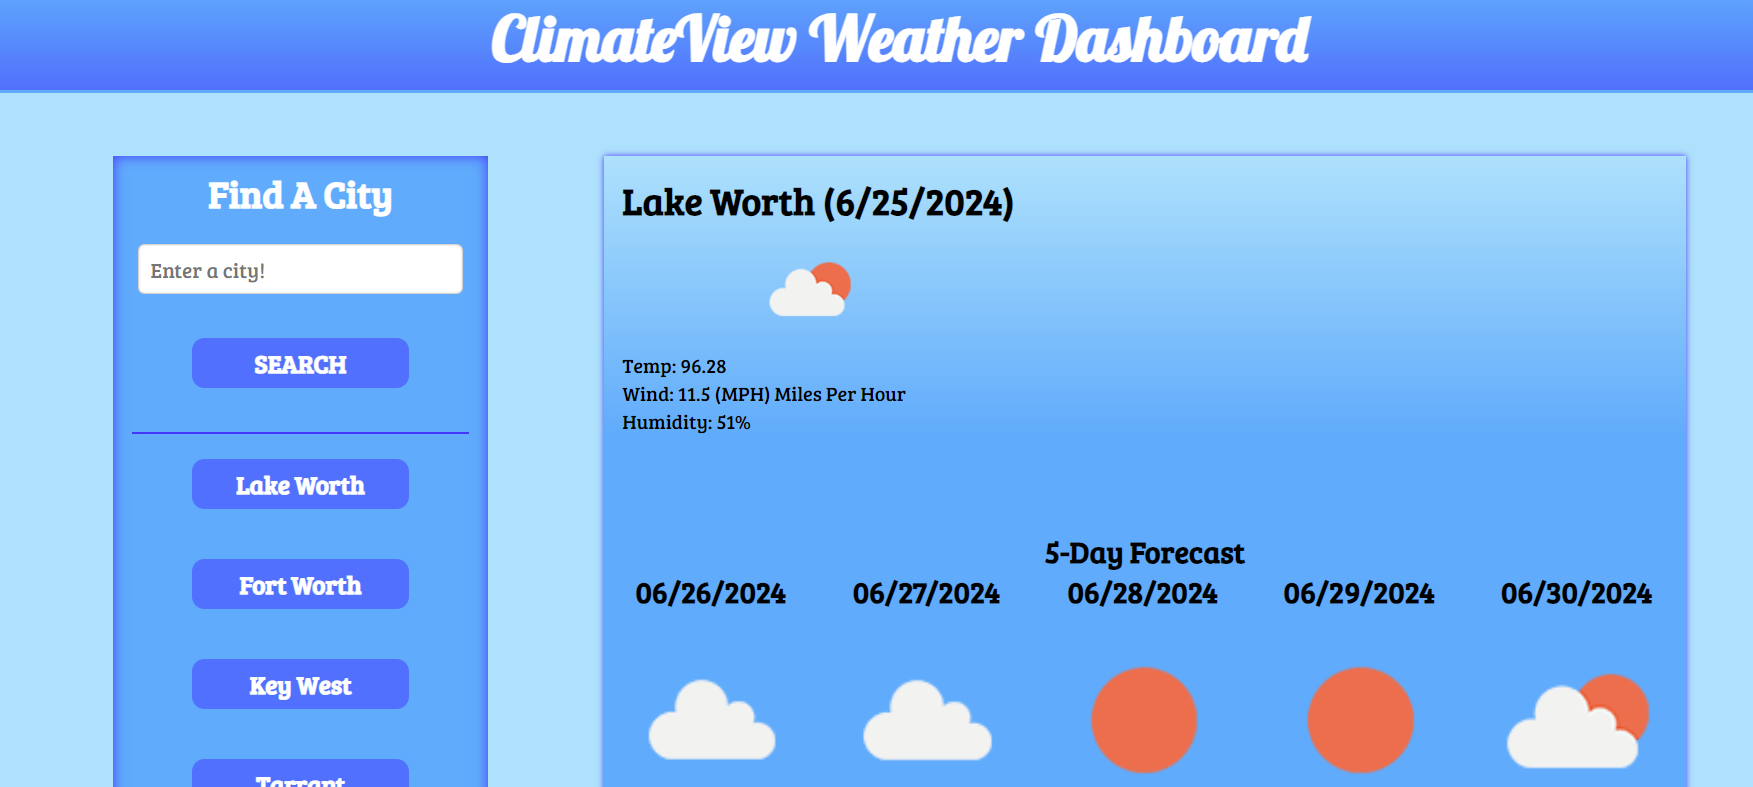 ClimateView Weather Dashboard
Find A City
Enter a city!
SEARCH
Lake Worth
Fort Worth
Key West
Lake Worth (6/25/2024)
Temp: 96.28
Wind: 11.5 (MPH) Miles Per Hour
Humidity: 51%
5-Day Forecast
06/26/2024 06/27/2024 06/28/2024 06/29/2024 06/30/2024